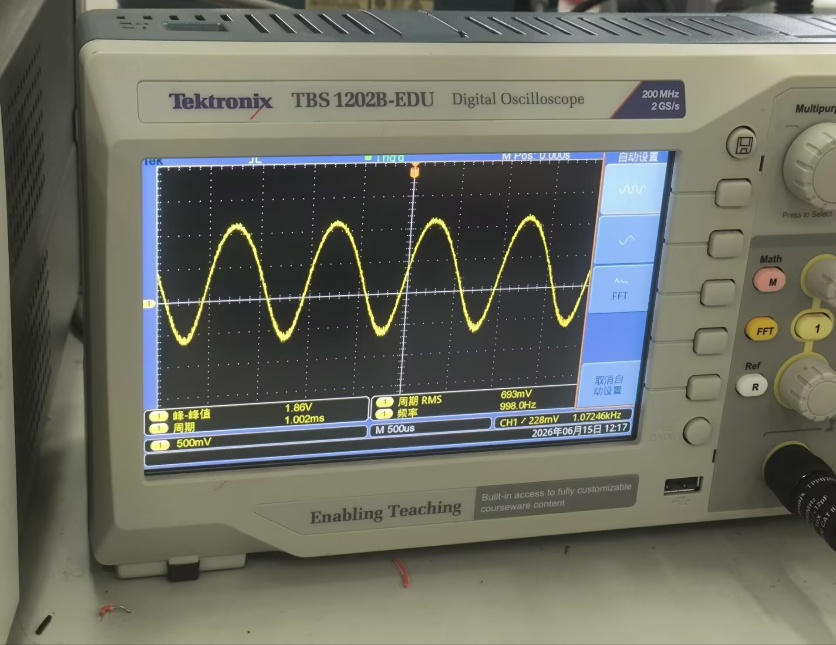 Tektronix TBS 1202B-EDU Digital Oscilloscope
200 MHz
2 GS/s
Tek Trig'd M Pos: 0.000s
自动设置
FFT
取消自
动设置
1 峰-峰值 1.86V
1 周期 1.002ms
1 周期 RMS 693mV
1 频率 998.0Hz
1 500mV
M 500us
CH1 / 228mV 1.07246kHz
2026年06月15日 12:17
Enabling Teaching
Built-in access to fully customizable
courseware content
Press to Select
Math
M
FFT
1
Ref
R